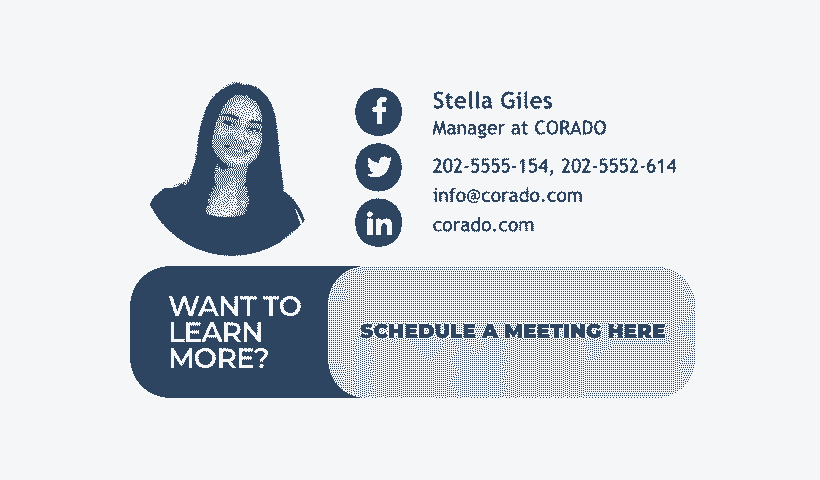 Stella Giles
Manager at CORADO
202-5555-154, 202-5552-614
info@corado.com
corado.com
WANT TO
LEARN
MORE?
SCHEDULE A MEETING HERE